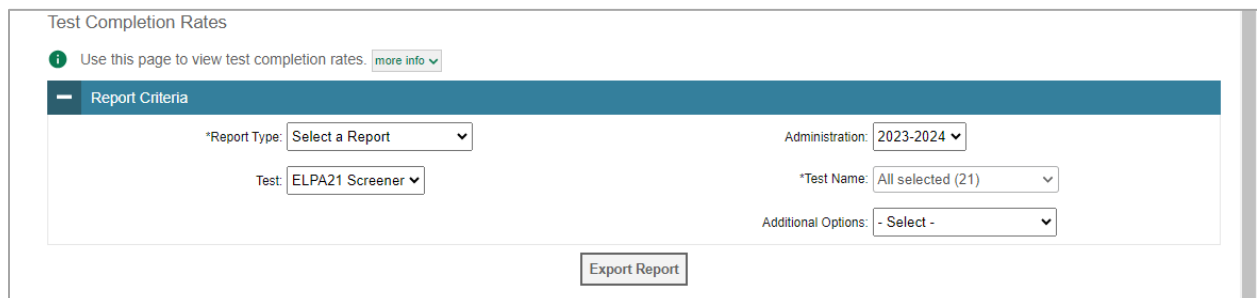 Test Completion Rates
Use this page to view test completion rates. more info
Report Criteria
*Report Type: Select a Report
Administration: 2023-2024
Test: ELPA21 Screener
*Test Name: All selected (21)
Additional Options: - Select -
Export Report